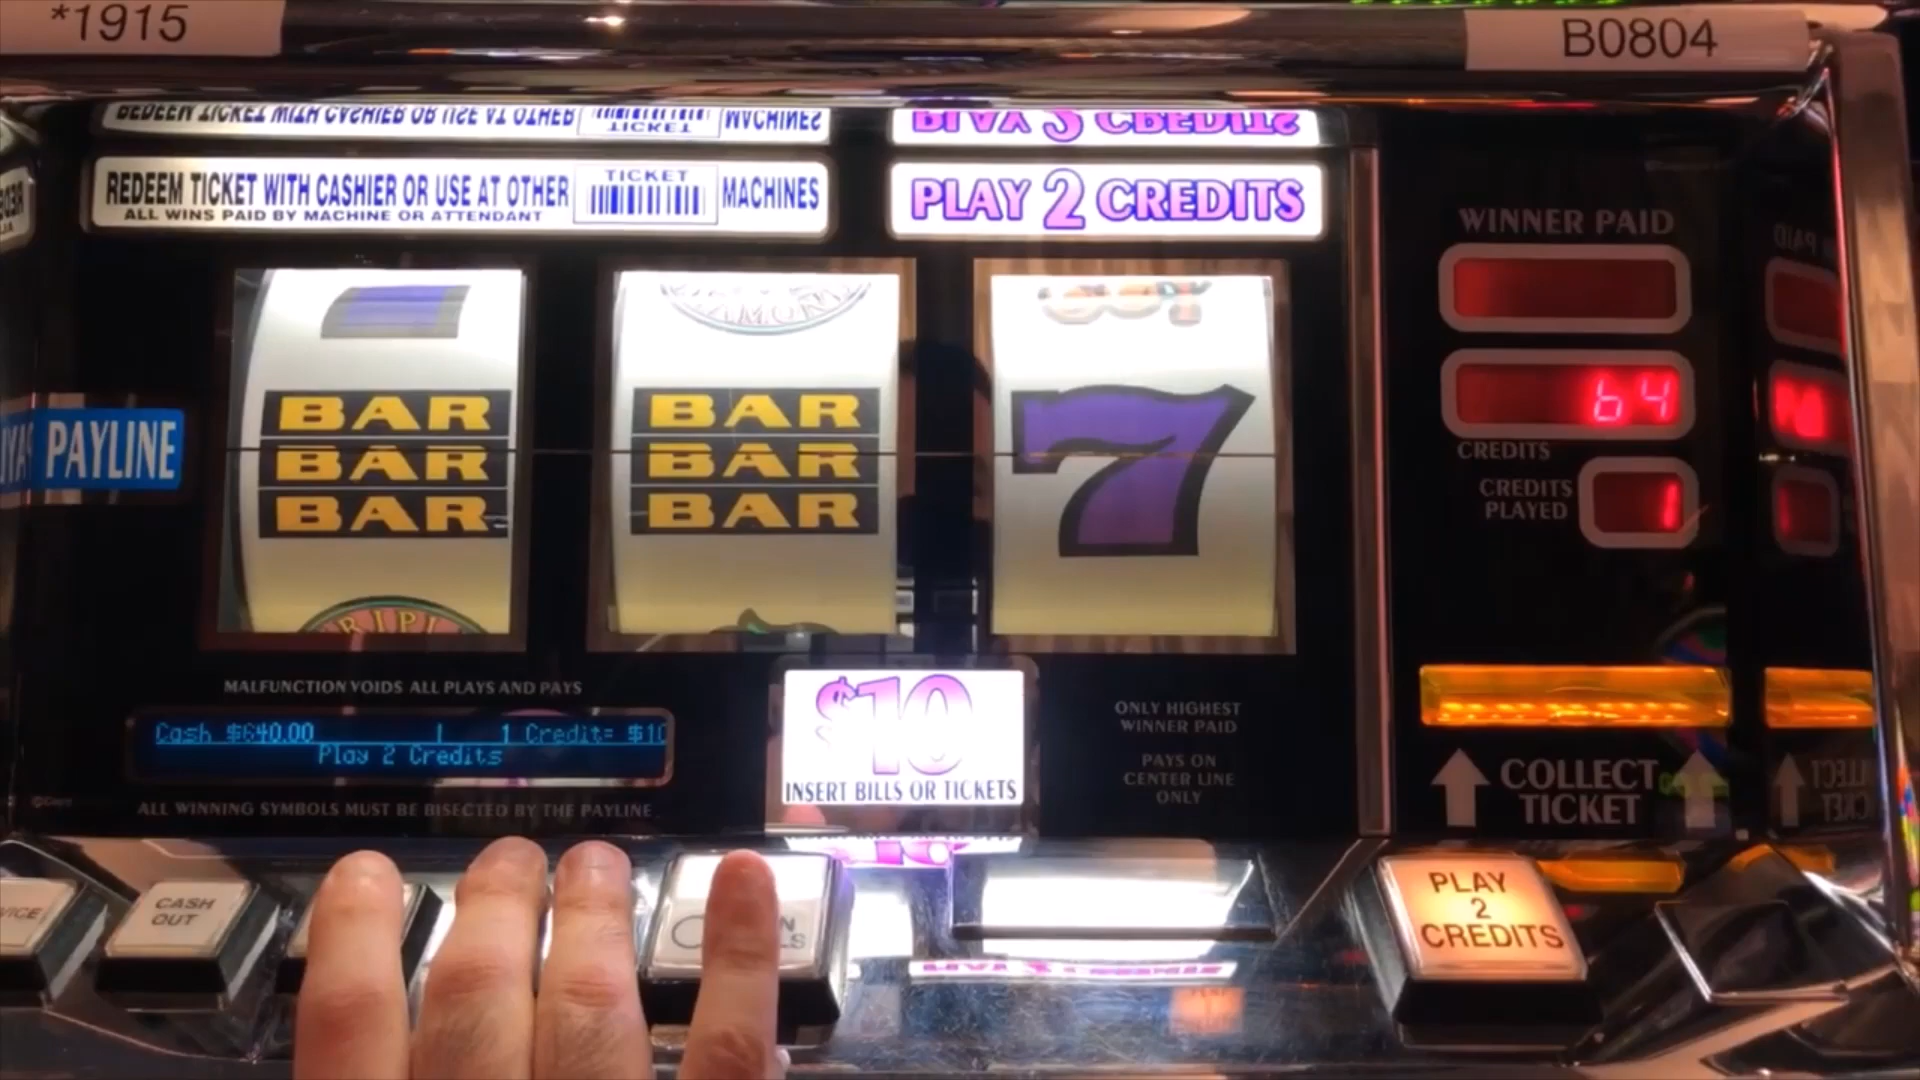 *1915
B0804
REDEEM TICKET WITH CASHIER OR USE AT OTHER TICKET MACHINES
ALL WINS PAID BY MACHINE OR ATTENDANT
PLAY 2 CREDITS
WINNER PAID
64
CREDITS
CREDITS
PLAYED
1
PAYLINE
BAR
BAR
BAR
BAR
BAR
BAR
7
MALFUNCTION VOIDS ALL PLAYS AND PAYS
Cash $640.00 | 1 Credit= $10
Play 2 Credits
ALL WINNING SYMBOLS MUST BE BISECTED BY THE PAYLINE
$10
INSERT BILLS OR TICKETS
ONLY HIGHEST
WINNER PAID
PAYS ON
CENTER LINE
ONLY
COLLECT
TICKET
CASH
OUT
PLAY
2
CREDITS